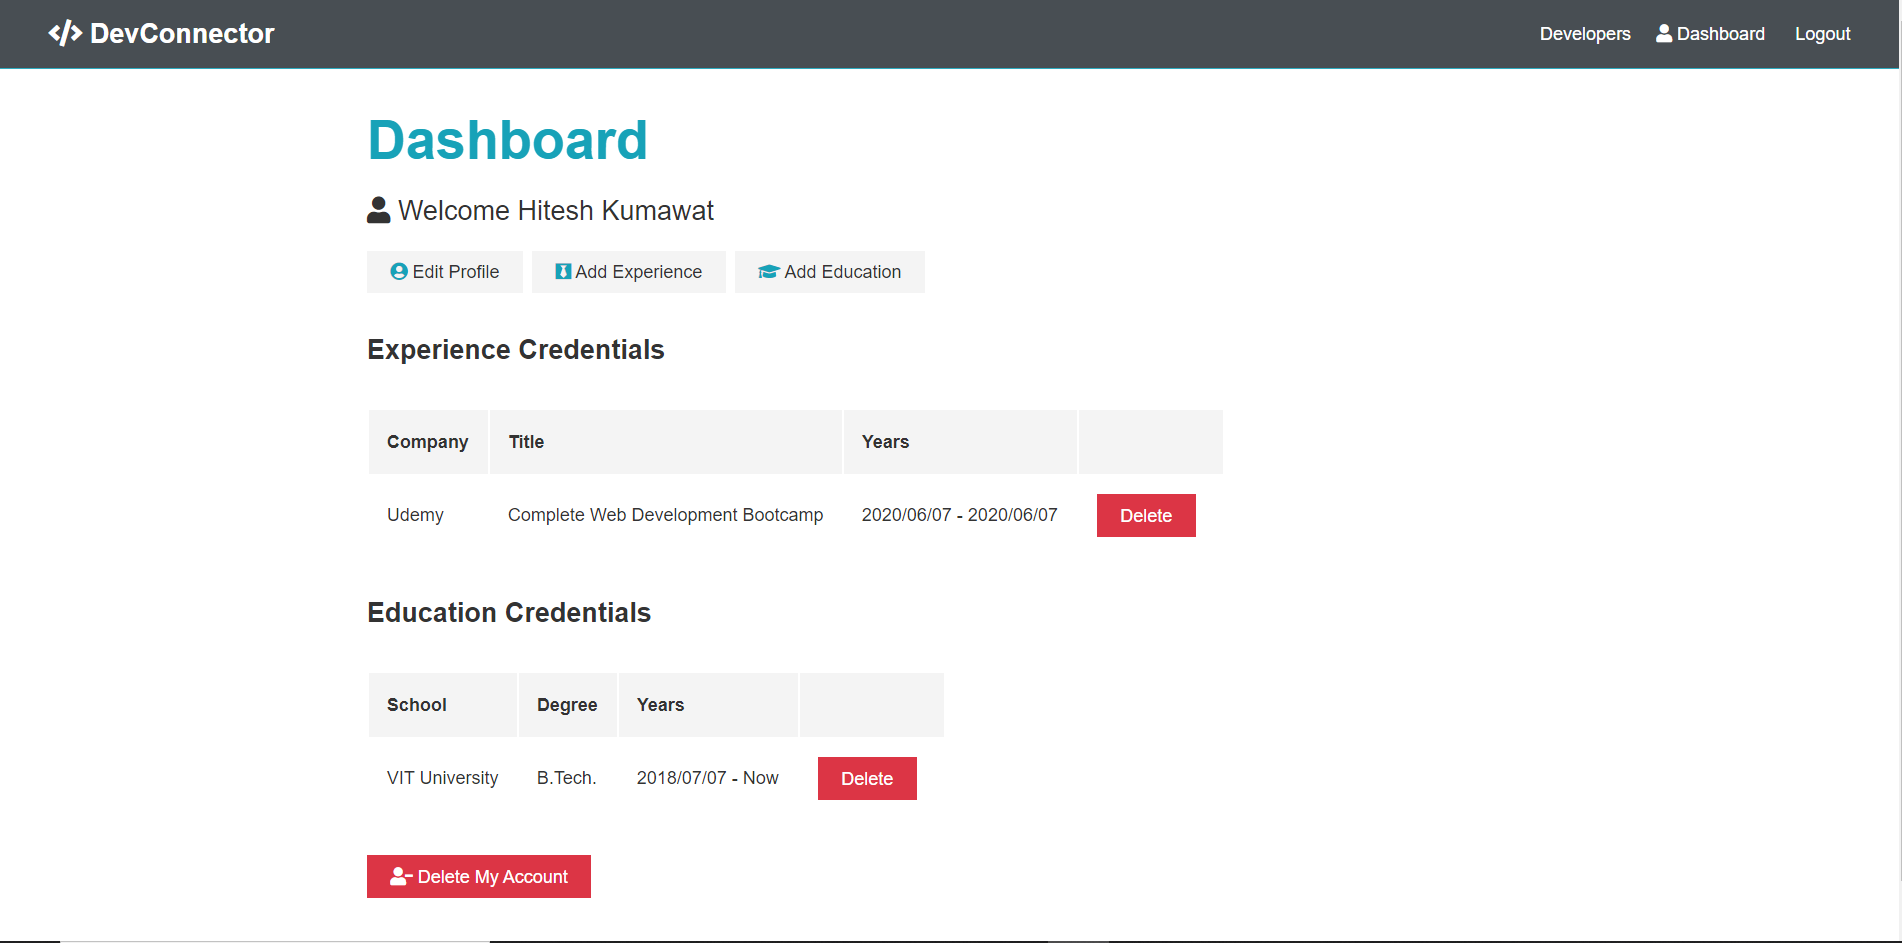 DevConnector
Developers Dashboard Logout
Dashboard
Welcome Hitesh Kumawat
Edit Profile Add Experience Add Education
Experience Credentials
Company Title Years
Udemy Complete Web Development Bootcamp 2020/06/07 - 2020/06/07 Delete
Education Credentials
School Degree Years
VIT University B.Tech. 2018/07/07 - Now Delete
Delete My Account